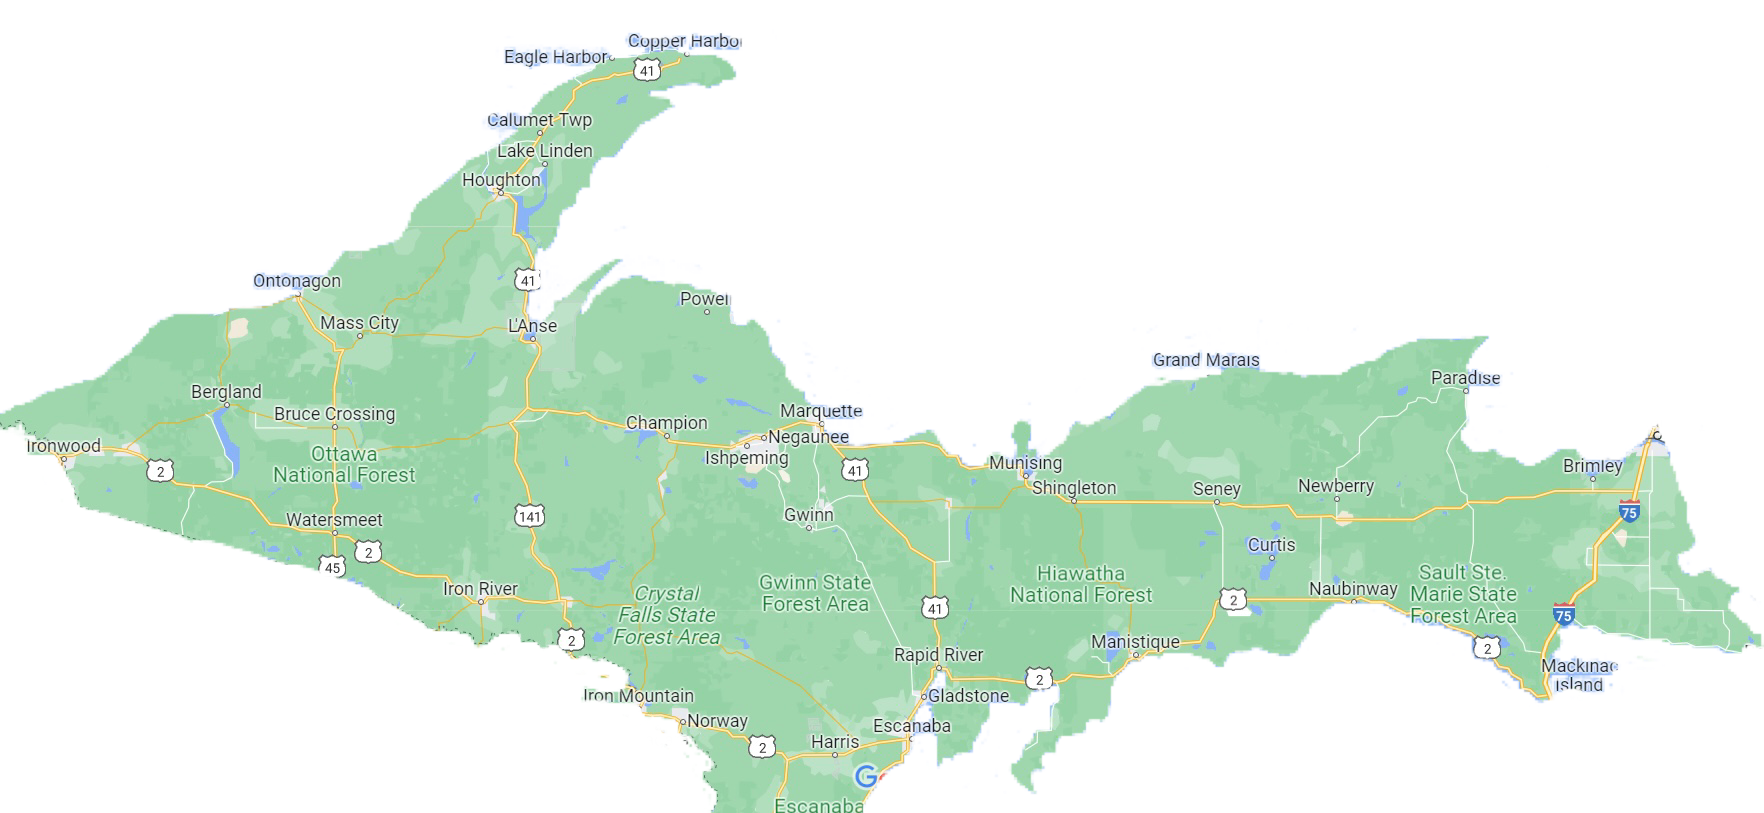 Copper Harbo
Eagle Harbor
41
Calumet Twp
Lake Linden
Houghton
41
Ontonagon
Powel
Mass City
L'Anse
Grand Marais
Paradise
Bergland
Bruce Crossing
Marquette
Champion
Negaunee
Ironwood
Ottawa
National Forest
Ishpeming
2
41
Munising
Brimley
Shingleton
Seney
Newberry
75
Watersmeet
141
Gwinn
2
45
Curtis
Iron River
Crystal
Falls State
Forest Area
Gwinn State
Forest Area
41
Hiawatha
National Forest
2
Naubinway
Sault Ste.
Marie State
Forest Area
75
2
Rapid River
Manistique
2
Mackinac
Island
2
Iron Mountain
Gladstone
Norway
Escanaba
2
Harris
G
Escanaba